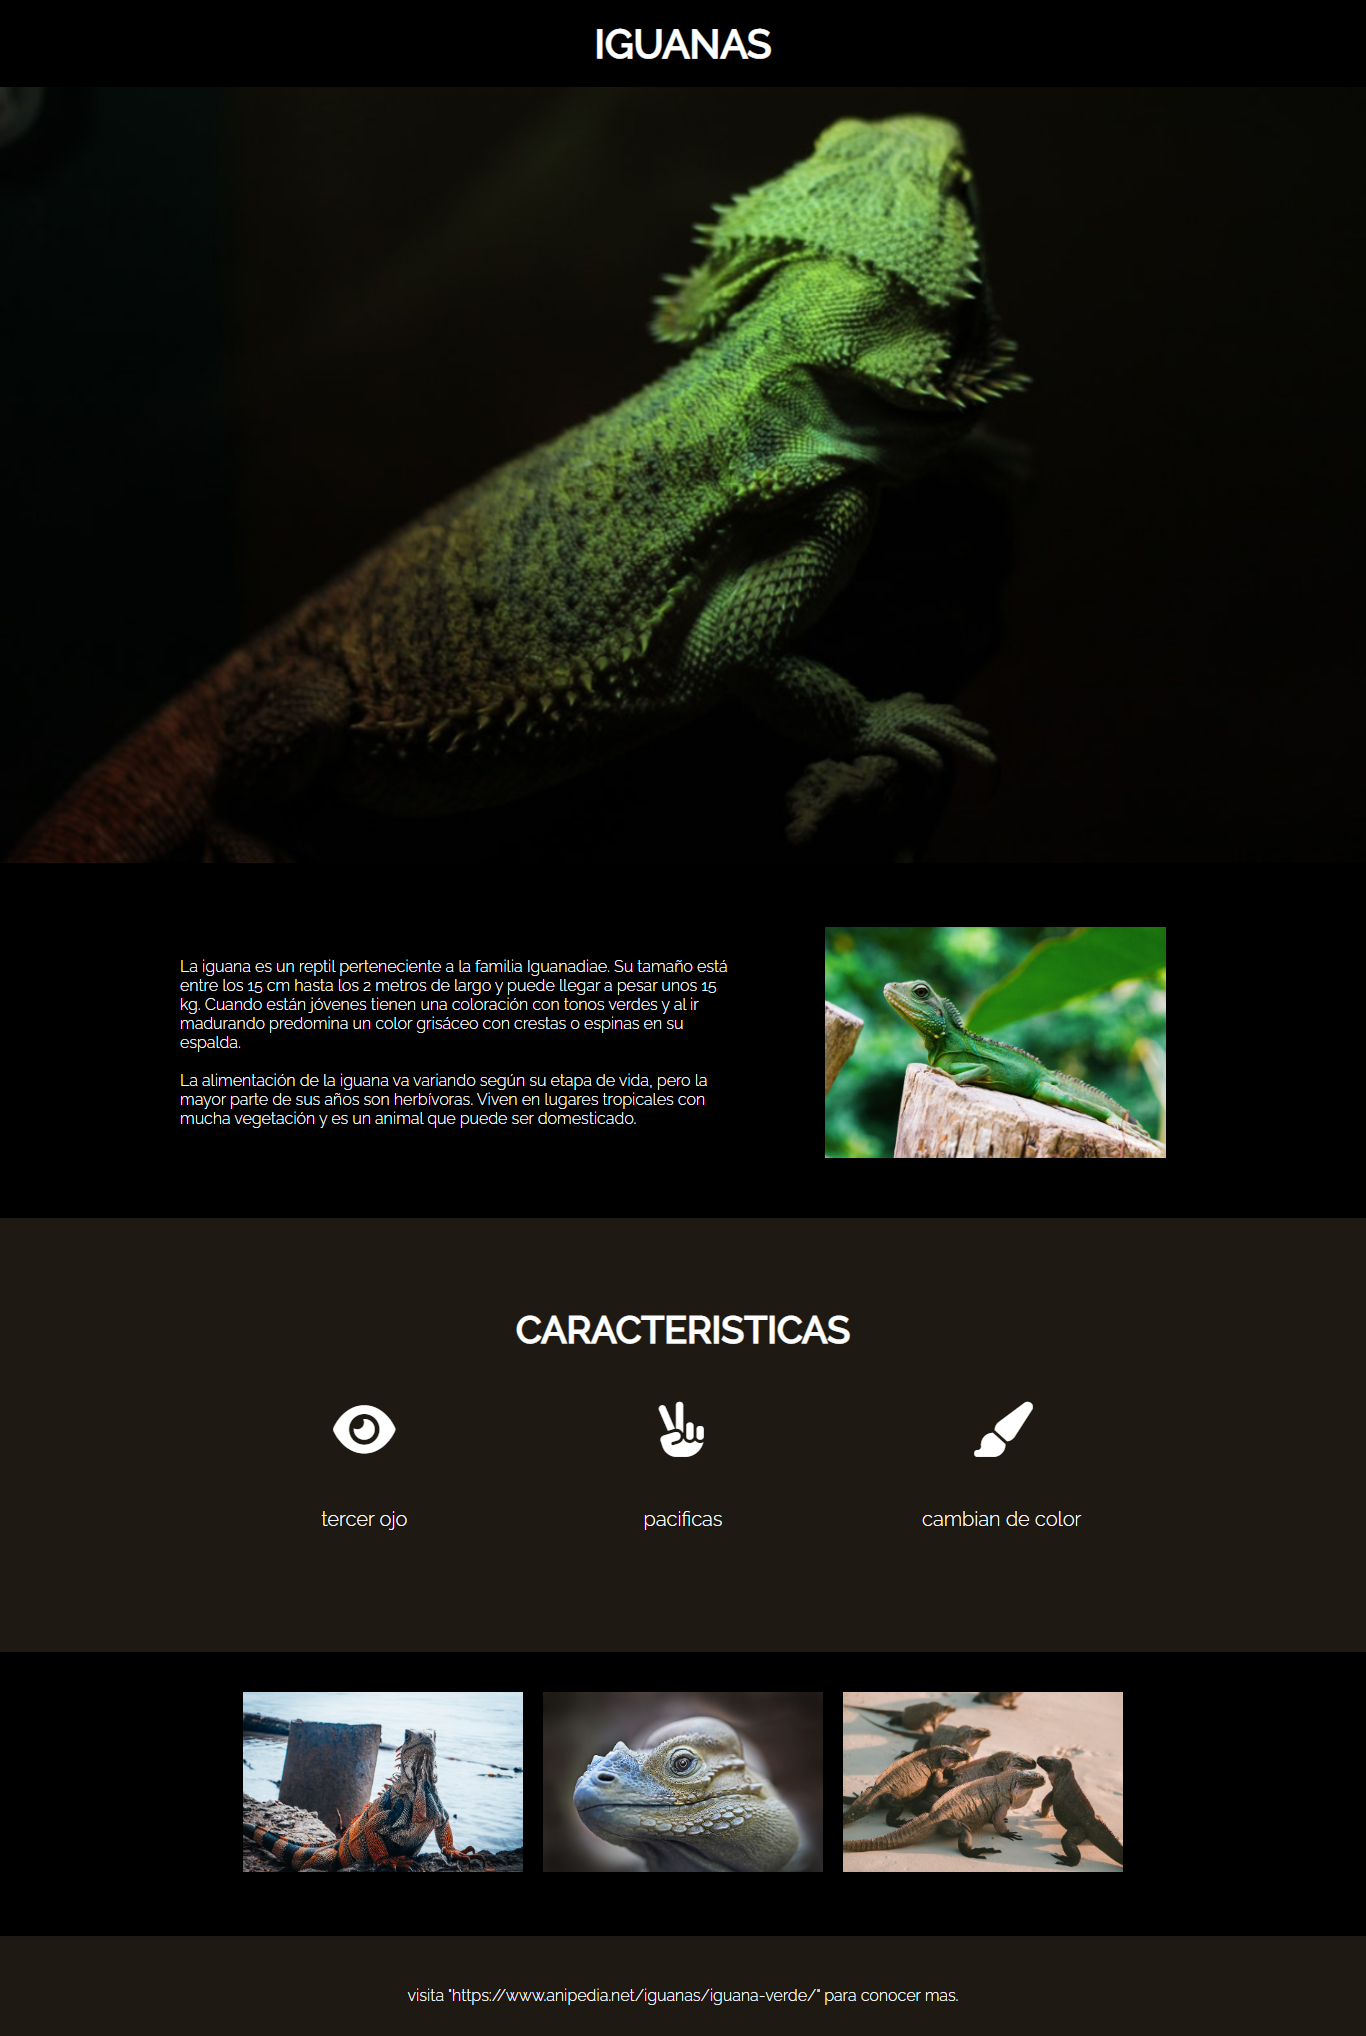 IGUANAS
La iguana es un reptil perteneciente a la familia Iguanadiae. Su tamaño está
entre los 15 cm hasta los 2 metros de largo y puede llegar a pesar unos 15
kg. Cuando están jóvenes tienen una coloración con tonos verdes y al ir
madurando predomina un color grisáceo con crestas o espinas en su
espalda.
La alimentación de la iguana va variando según su etapa de vida, pero la
mayor parte de sus años son herbívoras. Viven en lugares tropicales con
mucha vegetación y es un animal que puede ser domesticado.
CARACTERISTICAS
tercer ojo
pacificas
cambian de color
visita "https://www.anipedia.net/iguanas/iguana-verde/" para conocer mas.